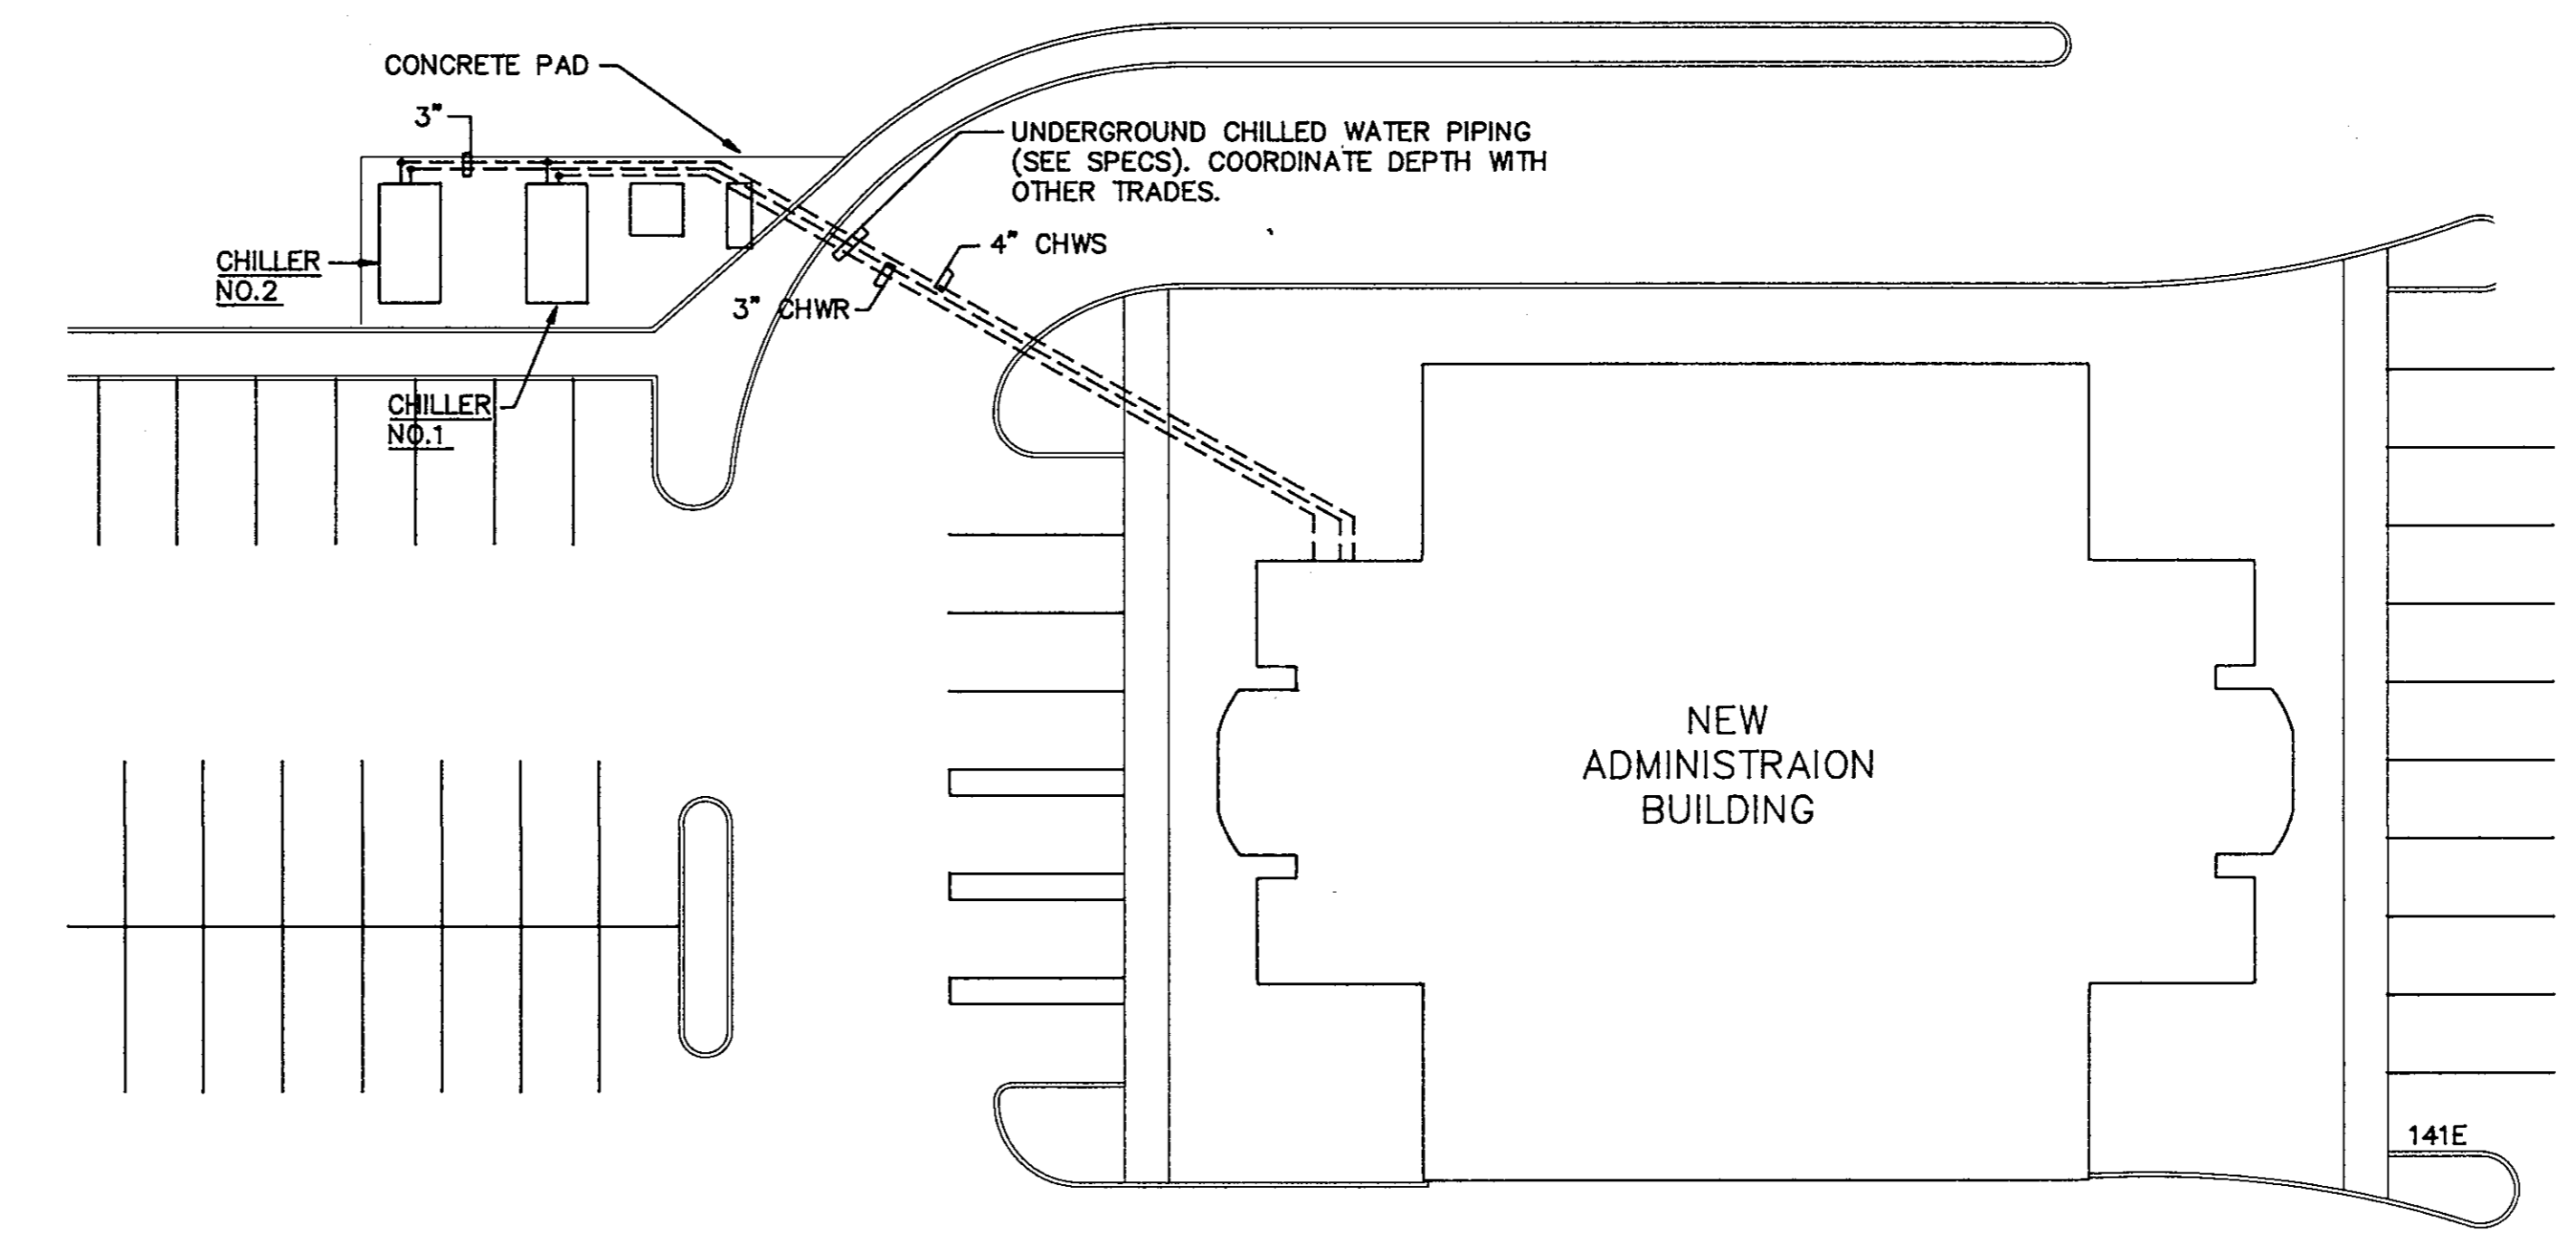 CONCRETE PAD
3"
UNDERGROUND CHILLED WATER PIPING
(SEE SPECS). COORDINATE DEPTH WITH
OTHER TRADES.
4" CHWS
CHILLER
NO.2
3" CHWR
CHILLER
NO.1
NEW
ADMINISTRAION
BUILDING
141E